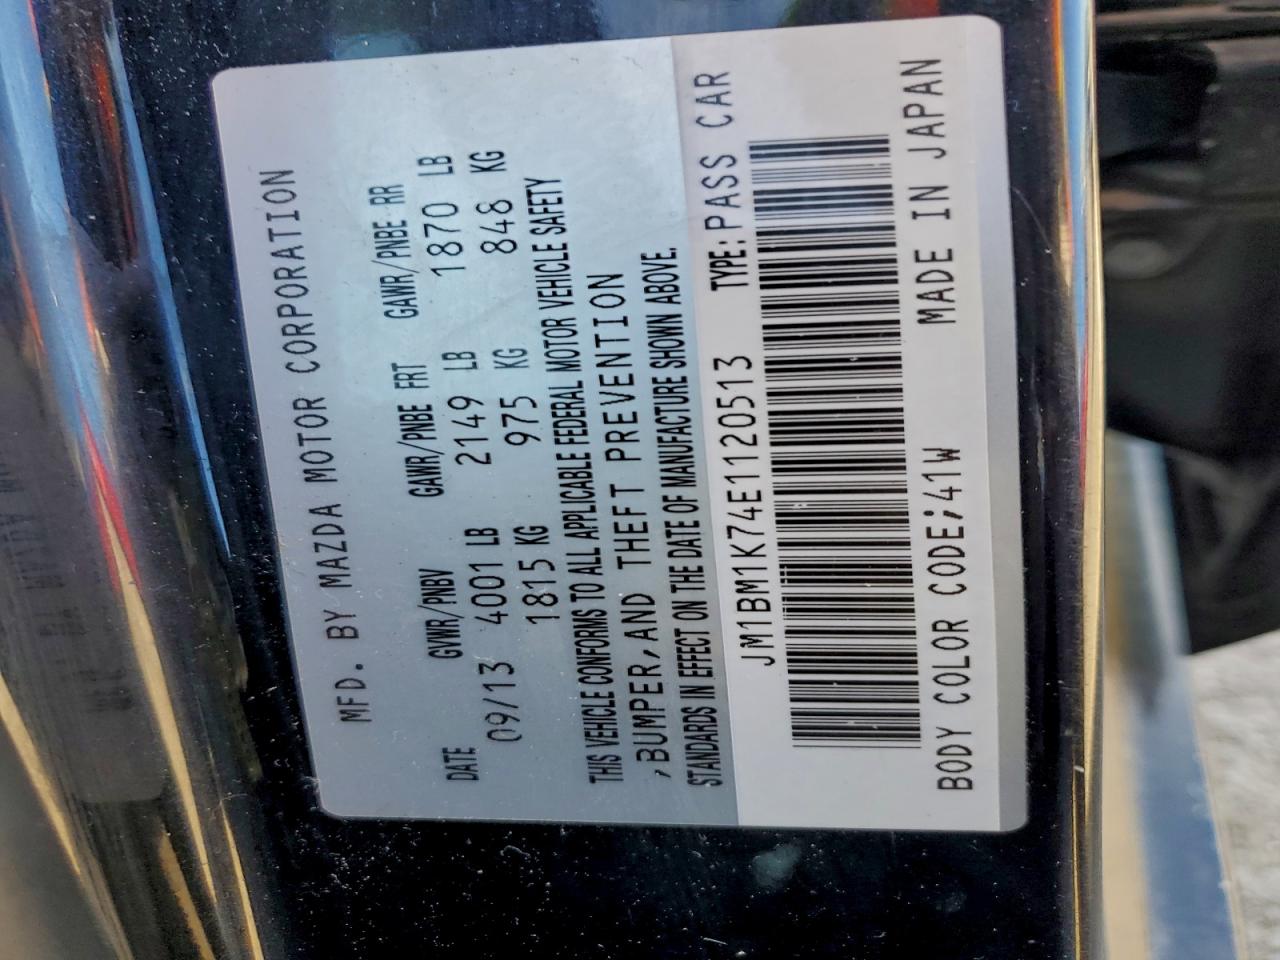 MFD. BY MAZDA MOTOR CORPORATION
DATE GVWR/PNBV GAWR/PNBE FRT GAWR/PNBE RR
09/13 4001 LB 2149 LB 1870 LB
1815 KG 975 KG 848 KG
THIS VEHICLE CONFORMS TO ALL APPLICABLE FEDERAL MOTOR VEHICLE SAFETY
,BUMPER,AND THEFT PREVENTION
STANDARDS IN EFFECT ON THE DATE OF MANUFACTURE SHOWN ABOVE.
JM1BM1K74E1120513 TYPE:PASS CAR
BODY COLOR CODE;41W MADE IN JAPAN